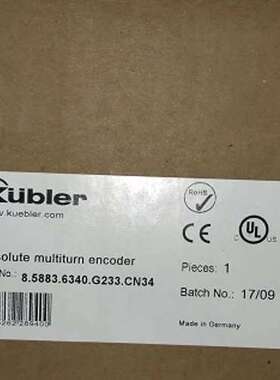 Kübler
w.kuebler.com
RoHS
CE
UL
solute multiturn encoder
No.: 8.5883.6340.G233.CN34
Pieces: 1
Batch No.: 17/09
Made in Germany